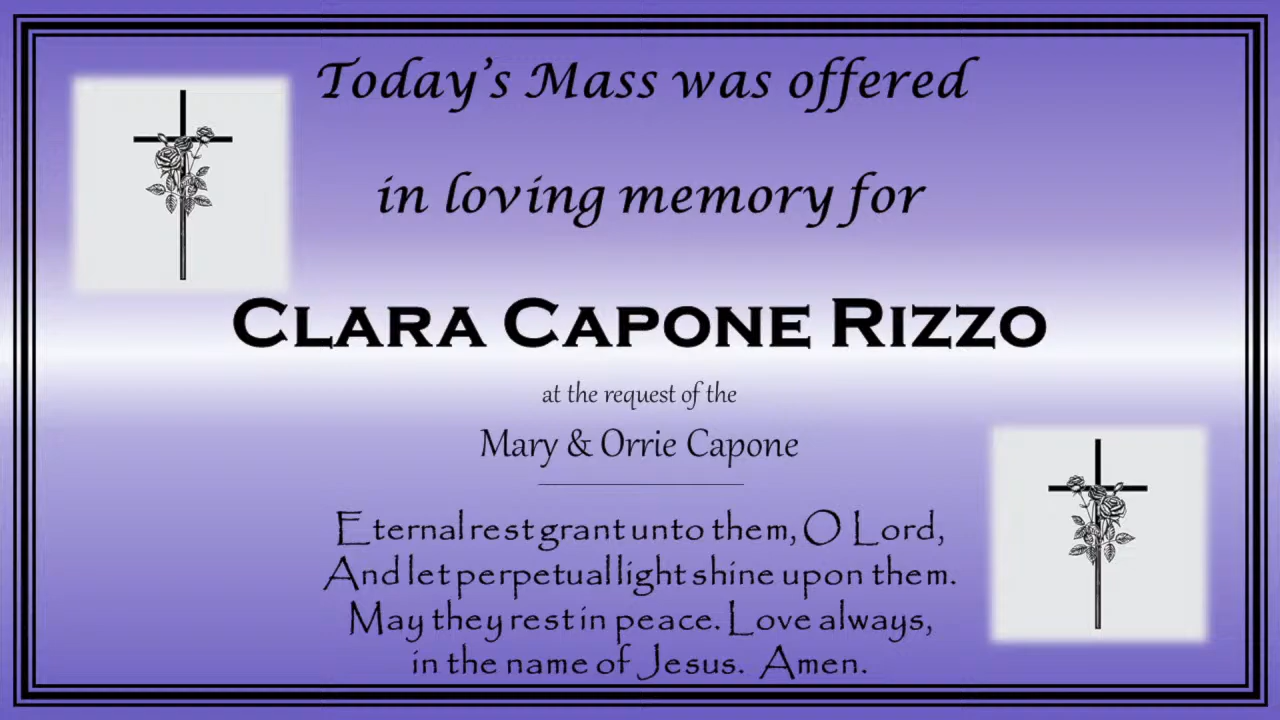 Today's Mass was offered
in loving memory for
Clara Capone Rizzo
at the request of the
Mary & Orrie Capone
Eternal rest grant unto them, O Lord,
And let perpetual light shine upon them.
May they rest in peace. Love always,
in the name of Jesus. Amen.